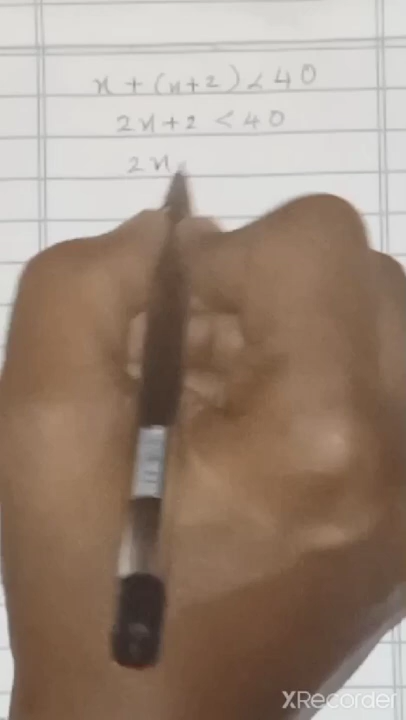 x + (x+2) < 40
2x + 2 < 40
2x
XRecorder